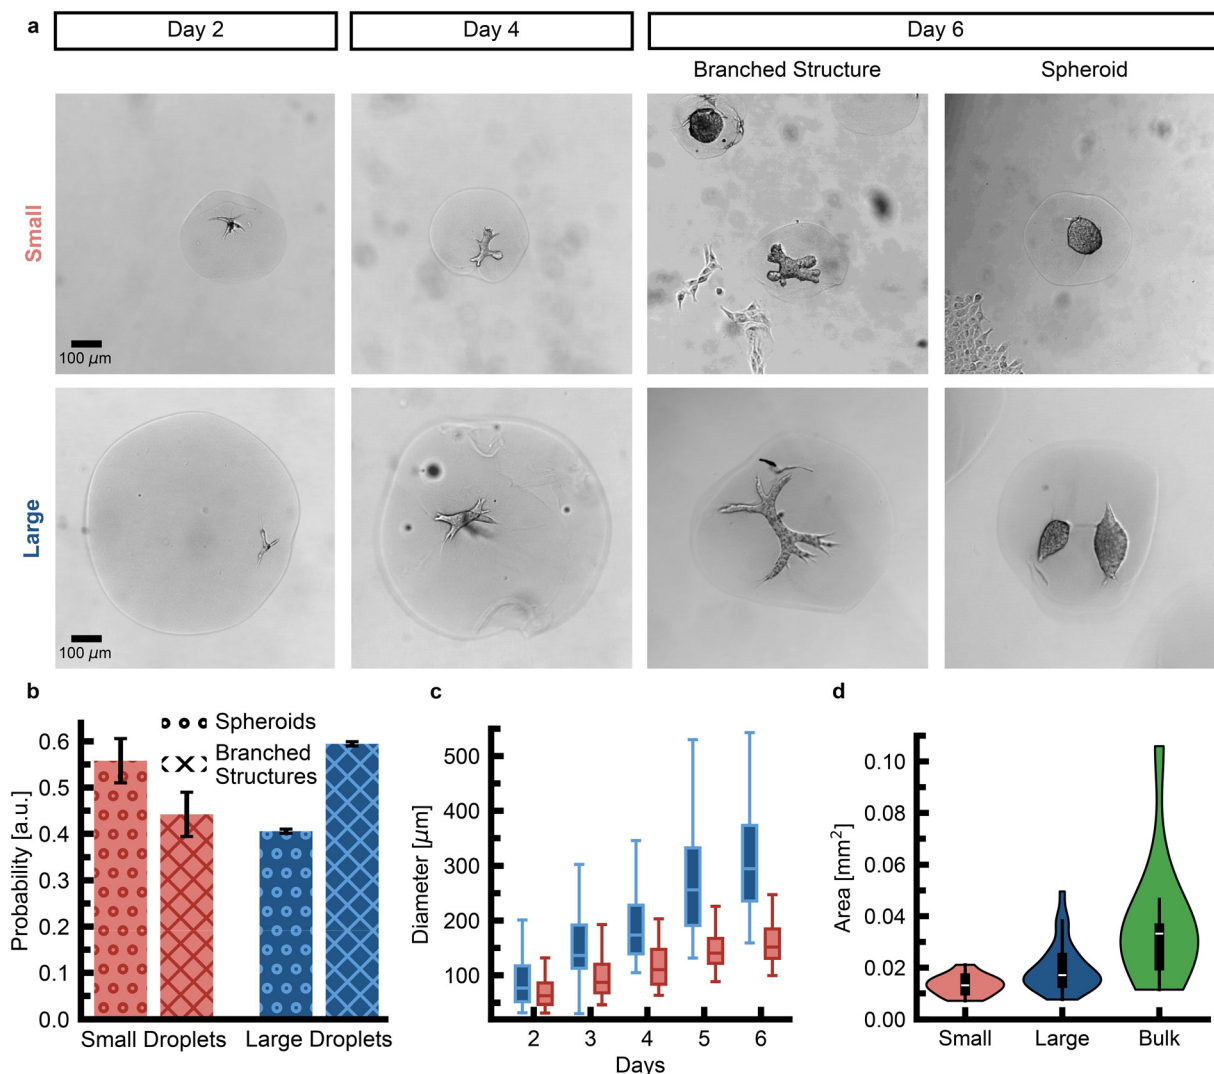 a
Day 2
Day 4
Day 6
Branched Structure
Spheroid
Small
100 µm
Large
100 µm
b
Probability [a.u.]
0.6
0.5
0.4
0.3
0.2
0.1
0.0
Spheroids
Branched
Structures
Small Droplets
Large Droplets
c
Diameter [µm]
500
400
300
200
100
2
3
4
5
6
Days
d
Area [mm²]
0.10
0.08
0.06
0.04
0.02
0.00
Small
Large
Bulk